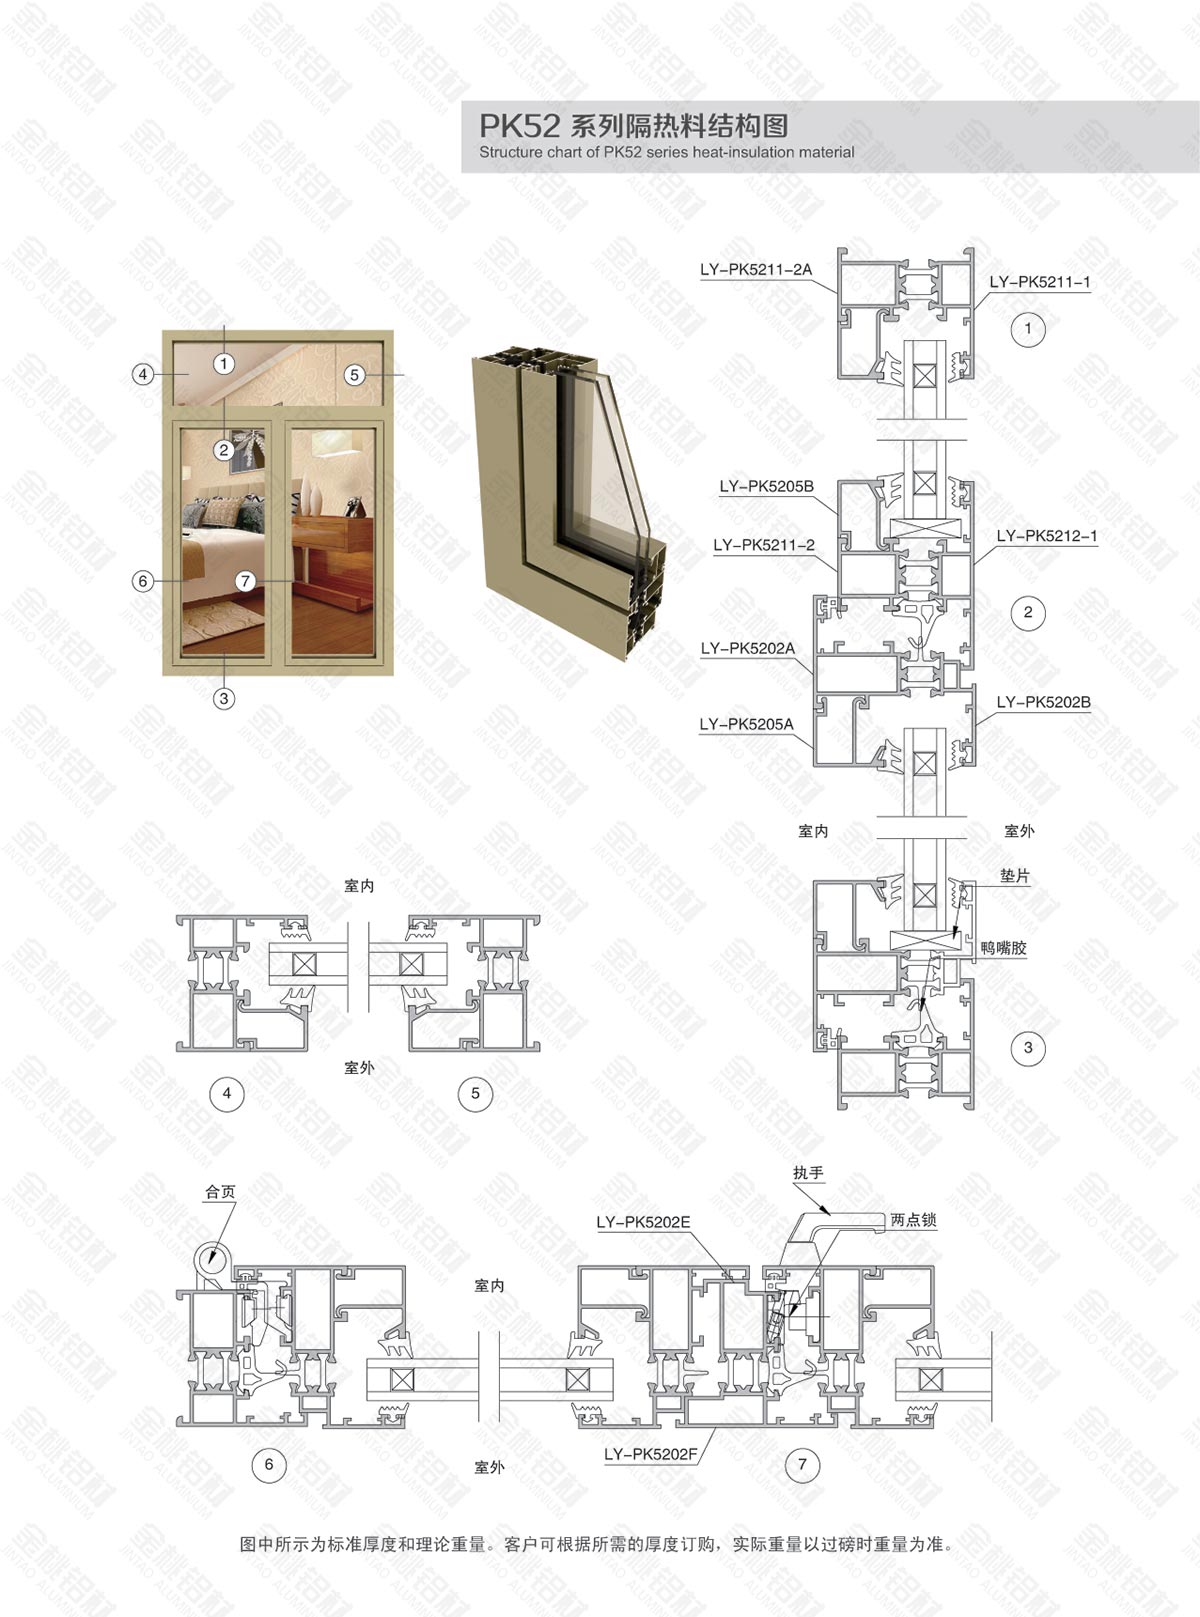 PK52 系列隔热料结构图
Structure chart of PK52 series heat-insulation material
LY-PK5211-2A
LY-PK5211-1
1
1
4
5
2
6
7
3
LY-PK5205B
LY-PK5211-2
LY-PK5212-1
2
LY-PK5202A
LY-PK5202B
LY-PK5205A
室内
室外
垫片
鸭嘴胶
3
室内
室外
4
5
合页
室内
室外
6
执手
两点锁
LY-PK5202E
LY-PK5202F
7
图中所示为标准厚度和理论重量。客户可根据所需的厚度订购，实际重量以过磅时重量为准。
金桃铝材
JINTAO ALUMINIUM